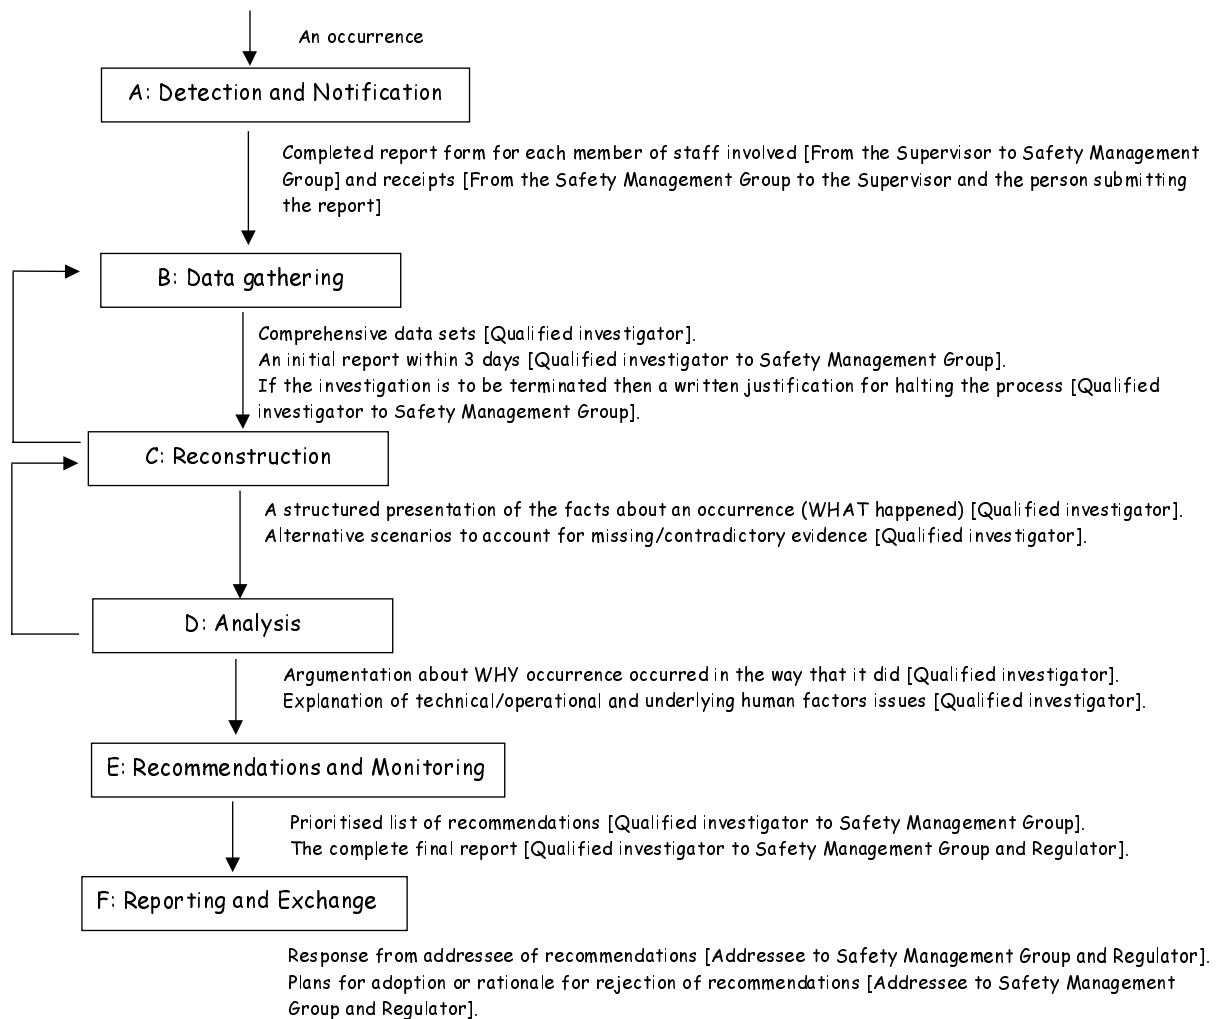 An occurrence
A: Detection and Notification
Completed report form for each member of staff involved [From the Supervisor to Safety Management
Group] and receipts [From the Safety Management Group to the Supervisor and the person submitting
the report]
B: Data gathering
Comprehensive data sets [Qualified investigator].
An initial report within 3 days [Qualified investigator to Safety Management Group].
If the investigation is to be terminated then a written justification for halting the process [Qualified
investigator to Safety Management Group].
C: Reconstruction
A structured presentation of the facts about an occurrence (WHAT happened) [Qualified investigator].
Alternative scenarios to account for missing/contradictory evidence [Qualified investigator].
D: Analysis
Argumentation about WHY occurrence occurred in the way that it did [Qualified investigator].
Explanation of technical/operational and underlying human factors issues [Qualified investigator].
E: Recommendations and Monitoring
Prioritised list of recommendations [Qualified investigator to Safety Management Group].
The complete final report [Qualified investigator to Safety Management Group and Regulator].
F: Reporting and Exchange
Response from addressee of recommendations [Addressee to Safety Management Group and Regulator].
Plans for adoption or rationale for rejection of recommendations [Addressee to Safety Management
Group and Regulator].